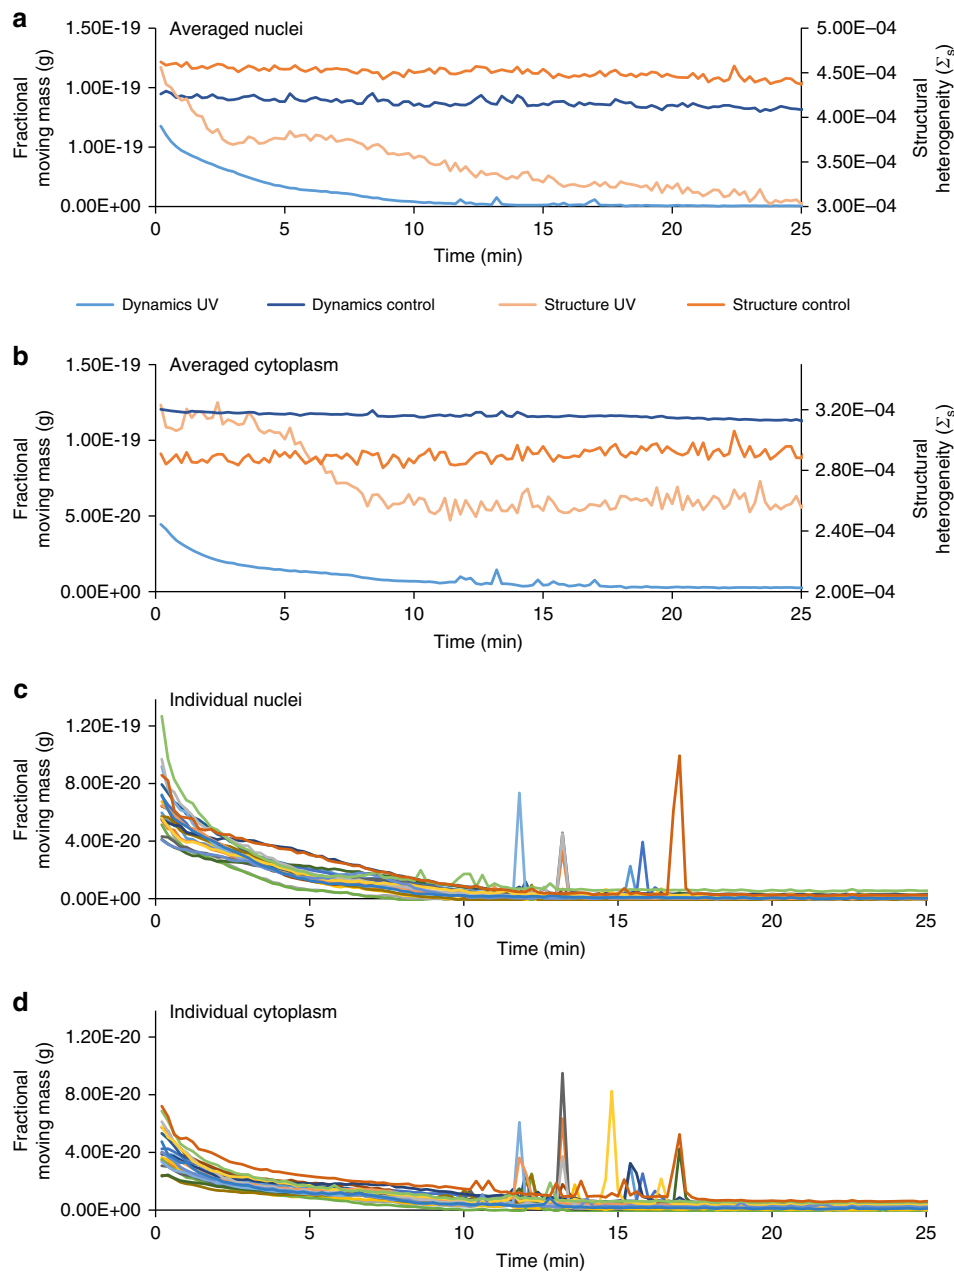 a
Averaged nuclei
1.50E-19
1.00E-19
1.00E-19
0.00E+00
Fractional
moving mass (g)
5.00E–04
4.50E–04
4.00E–04
3.50E–04
3.00E–04
Structural
heterogeneity (Σs)
0 5 10 15 20 25
Time (min)
Dynamics UV Dynamics control Structure UV Structure control
b
Averaged cytoplasm
1.50E-19
1.00E-19
5.00E-20
0.00E+00
Fractional
moving mass (g)
3.20E–04
2.80E–04
2.40E–04
2.00E–04
Structural
heterogeneity (Σs)
0 5 10 15 20 25
Time (min)
c
Individual nuclei
1.20E-19
8.00E-20
4.00E-20
0.00E+00
Fractional
moving mass (g)
0 5 10 15 20 25
Time (min)
d
Individual cytoplasm
1.20E-20
8.00E-20
4.00E-20
0.00E+00
Fractional
moving mass (g)
0 5 10 15 20 25
Time (min)